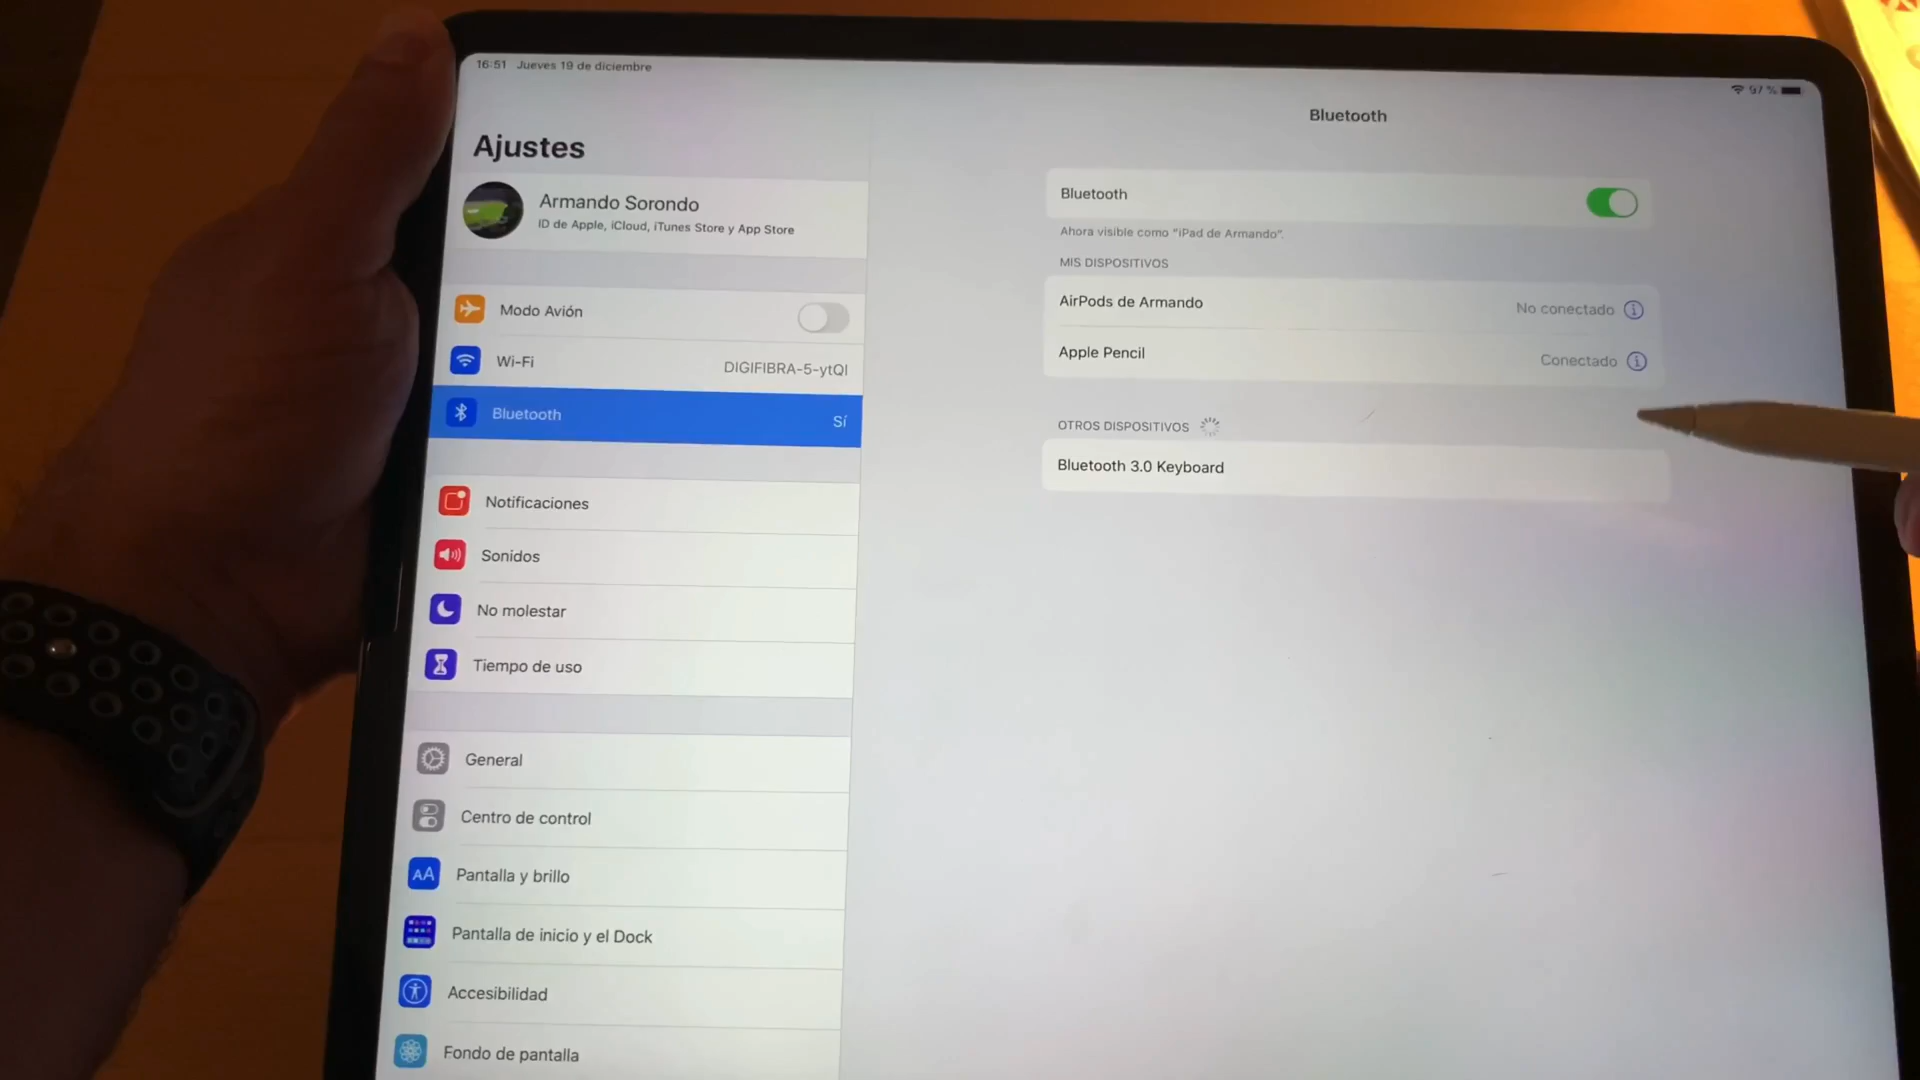 16:51 Jueves 19 de diciembre
97 %
Ajustes
Armando Sorondo
ID de Apple, iCloud, iTunes Store y App Store
Modo Avión
Wi-Fi DIGIFIBRA-5-ytQI
Bluetooth Sí
Notificaciones
Sonidos
No molestar
Tiempo de uso
General
Centro de control
AA Pantalla y brillo
Pantalla de inicio y el Dock
Accesibilidad
Fondo de pantalla
Bluetooth
Bluetooth
Ahora visible como “iPad de Armando”.
MIS DISPOSITIVOS
AirPods de Armando No conectado
Apple Pencil Conectado
OTROS DISPOSITIVOS
Bluetooth 3.0 Keyboard